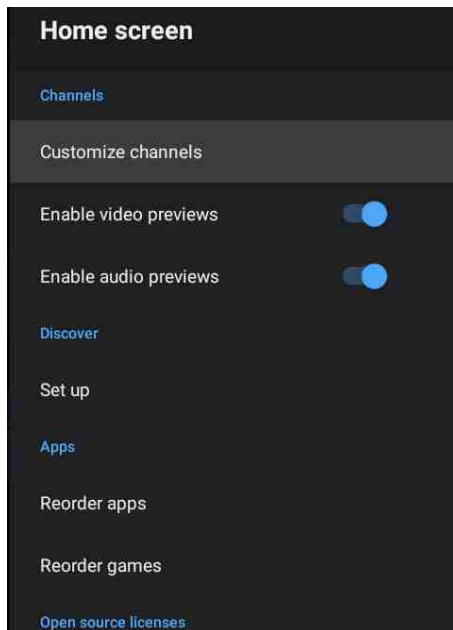 Home screen
Channels
Customize channels
Enable video previews
Enable audio previews
Discover
Set up
Apps
Reorder apps
Reorder games
Open source licenses